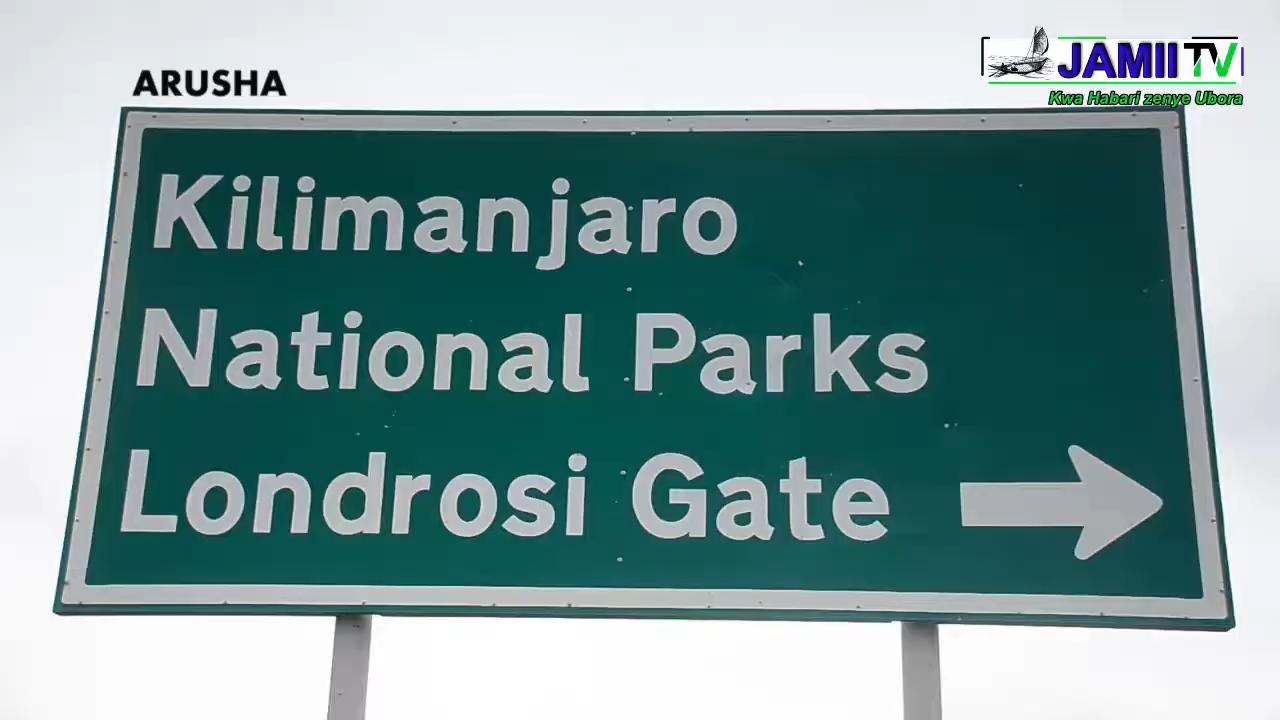 ARUSHA
JAMII TV
Kwa Habari zenye Ubora
Kilimanjaro
National Parks
Londrosi Gate